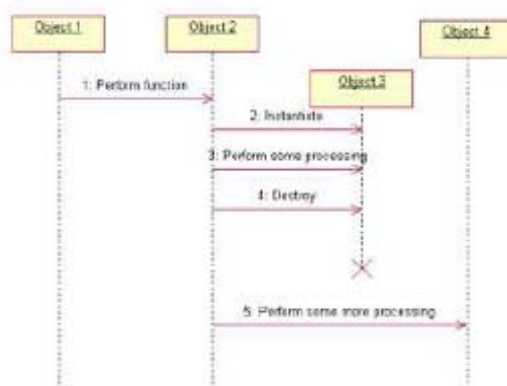 Object 1
Object 2
Object 4
1: Perform function
Object 3
2: Instantiate
3: Perform some processing
4: Destroy
5: Perform some more processing